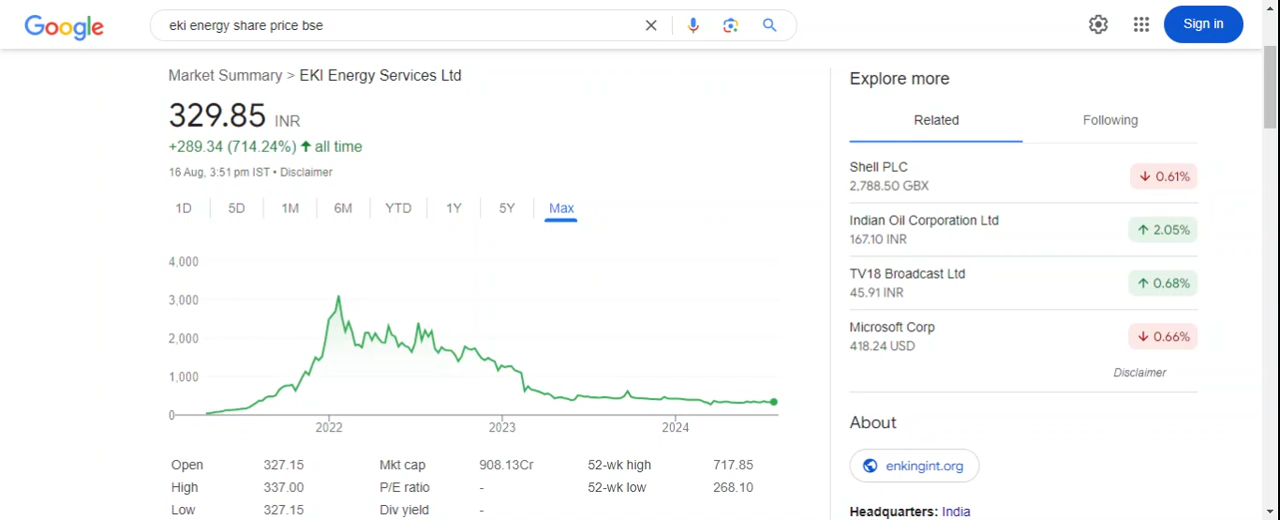 Google
eki energy share price bse
Sign in
Market Summary > EKI Energy Services Ltd
329.85 INR
+289.34 (714.24%) ↑ all time
16 Aug, 3:51 pm IST • Disclaimer
1D 5D 1M 6M YTD 1Y 5Y Max
4,000
3,000
2,000
1,000
0
2022 2023 2024
Open 327.15 Mkt cap 908.13Cr 52-wk high 717.85
High 337.00 P/E ratio - 52-wk low 268.10
Low 327.15 Div yield -
Explore more
Related Following
Shell PLC
2,788.50 GBX ↓ 0.61%
Indian Oil Corporation Ltd
167.10 INR ↑ 2.05%
TV18 Broadcast Ltd
45.91 INR ↑ 0.68%
Microsoft Corp
418.24 USD ↓ 0.66%
Disclaimer
About
enkingint.org
Headquarters: India